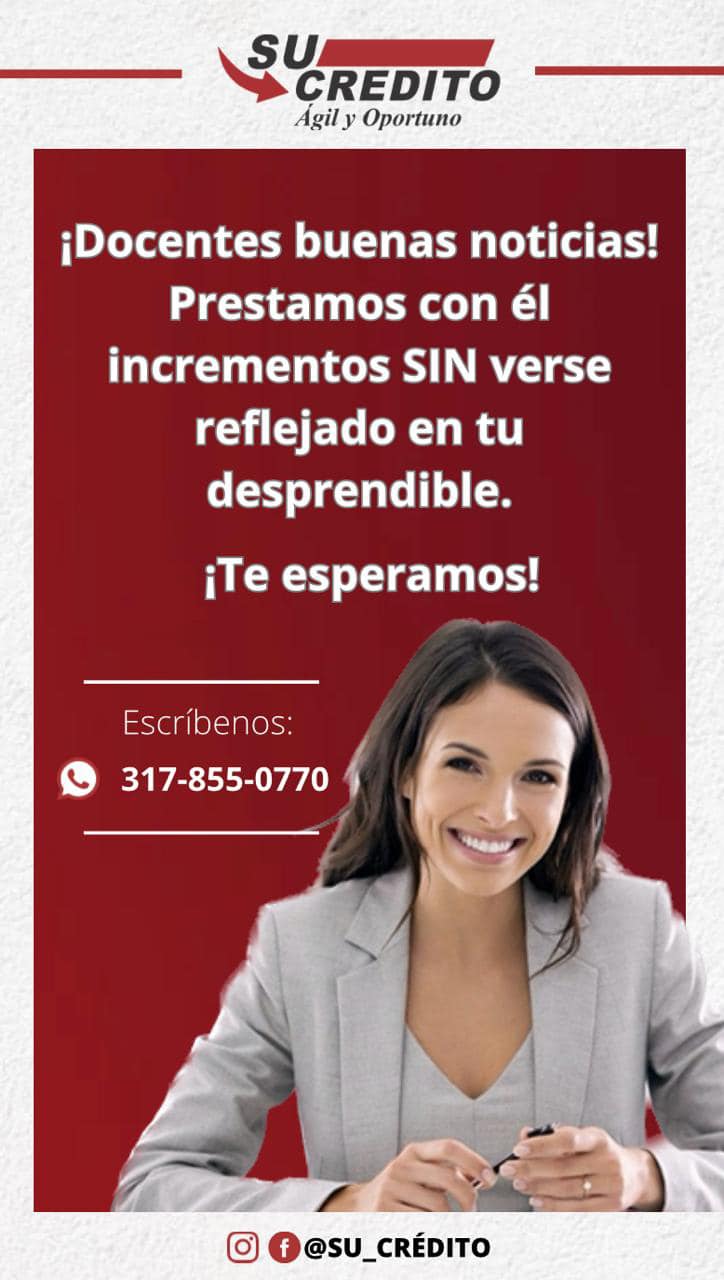 SU
CREDITO
Ágil y Oportuno
¡Docentes buenas noticias!
Prestamos con él
incrementos SIN verse
reflejado en tu
desprendible.
¡Te esperamos!
Escríbenos:
317-855-0770
@SU_CRÉDITO